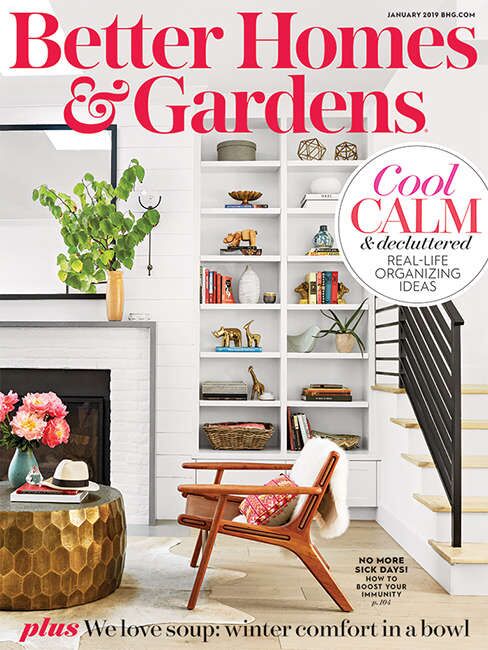 JANUARY 2019 BHG.COM
Better Homes
& Gardens®
Cool
CALM
& decluttered
REAL-LIFE
ORGANIZING
IDEAS
NO MORE
SICK DAYS!
HOW TO
BOOST YOUR
IMMUNITY
p. 104
plus We love soup: winter comfort in a bowl